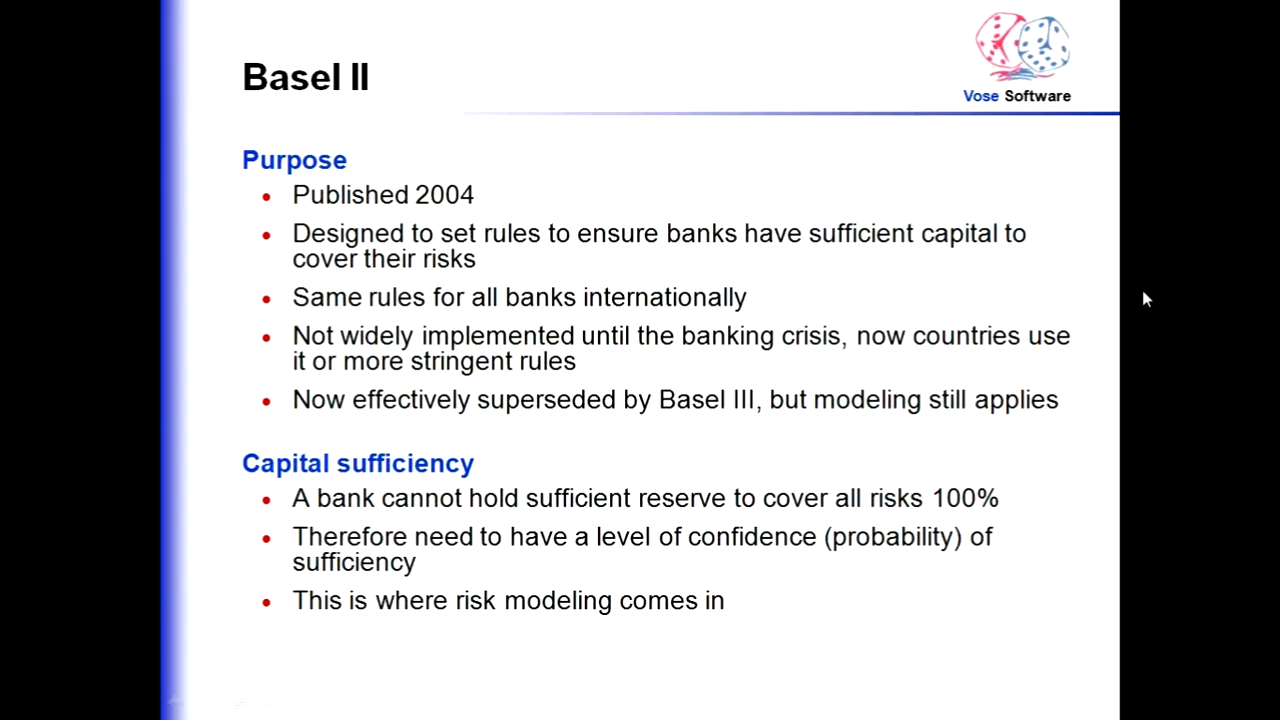 Basel II
Vose Software
Purpose
• Published 2004
• Designed to set rules to ensure banks have sufficient capital to
cover their risks
• Same rules for all banks internationally
• Not widely implemented until the banking crisis, now countries use
it or more stringent rules
• Now effectively superseded by Basel III, but modeling still applies
Capital sufficiency
• A bank cannot hold sufficient reserve to cover all risks 100%
• Therefore need to have a level of confidence (probability) of
sufficiency
• This is where risk modeling comes in